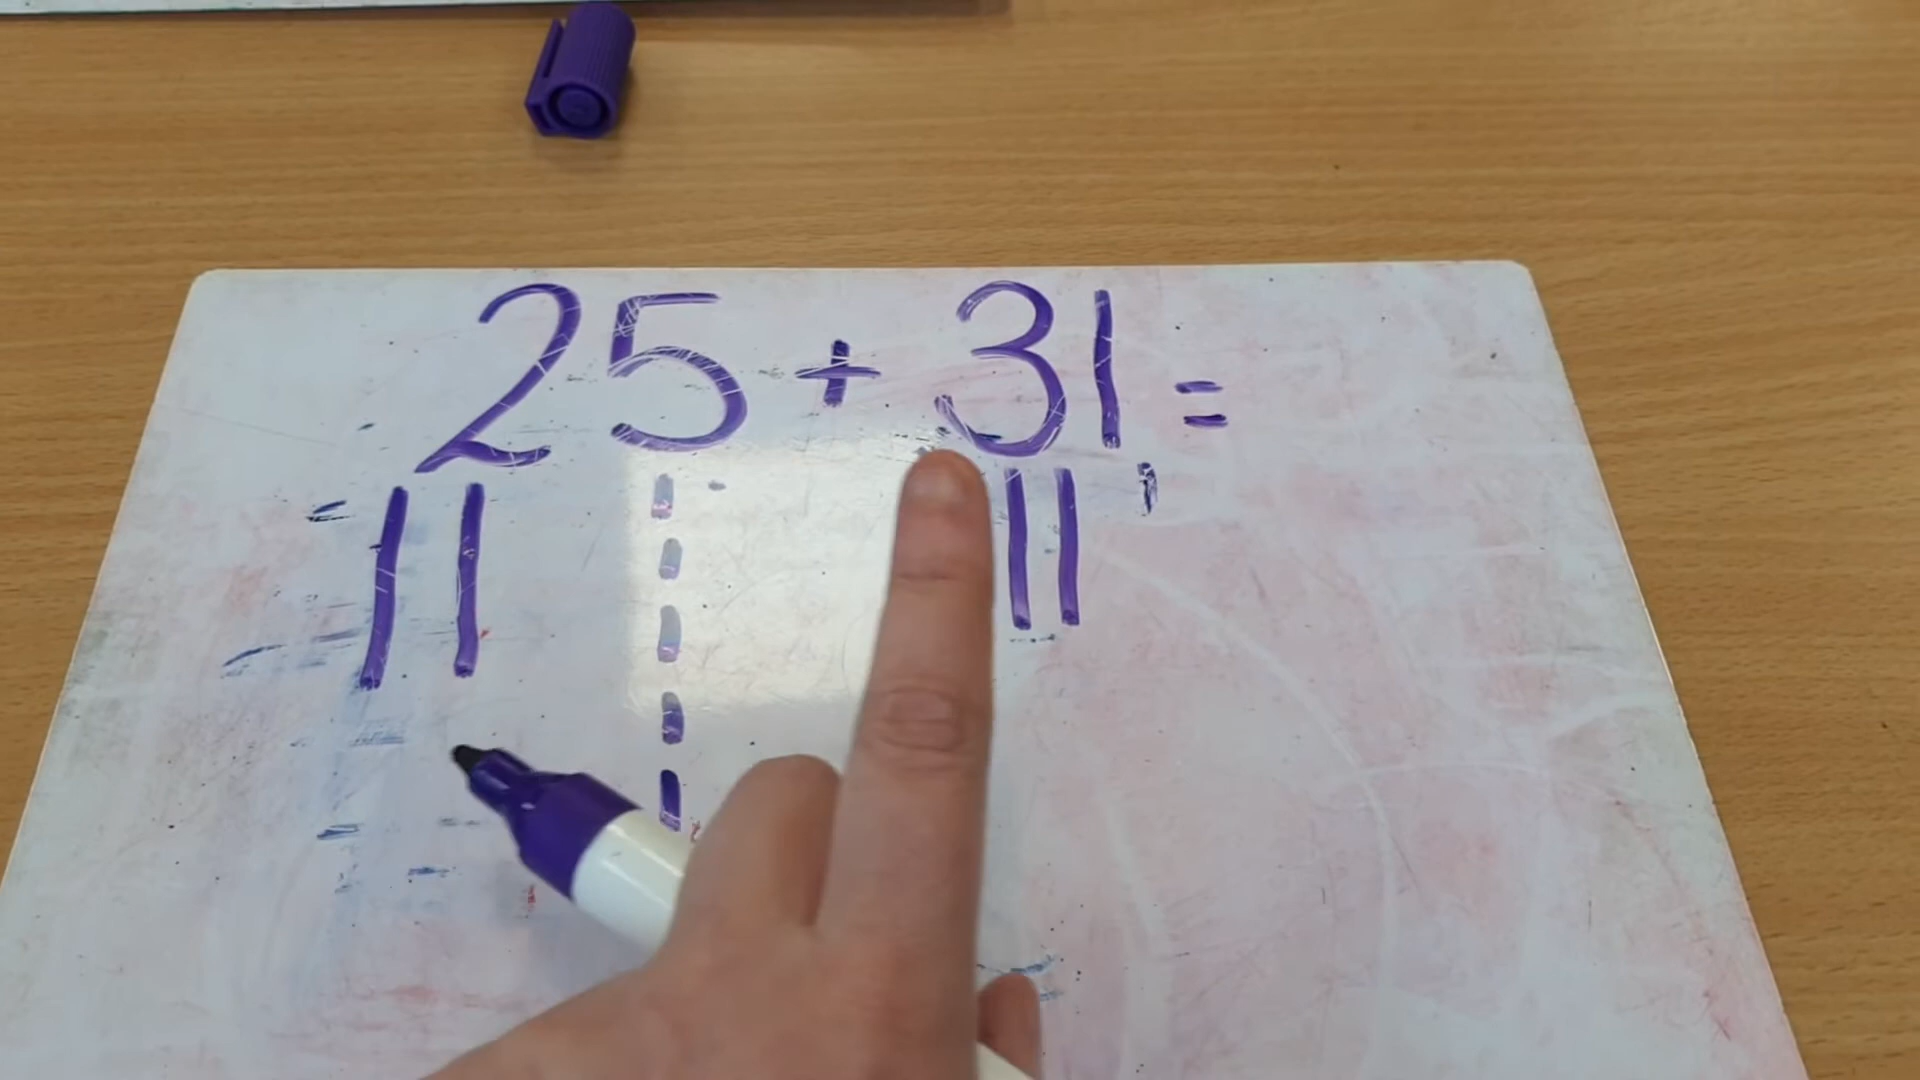 25 + 31 =